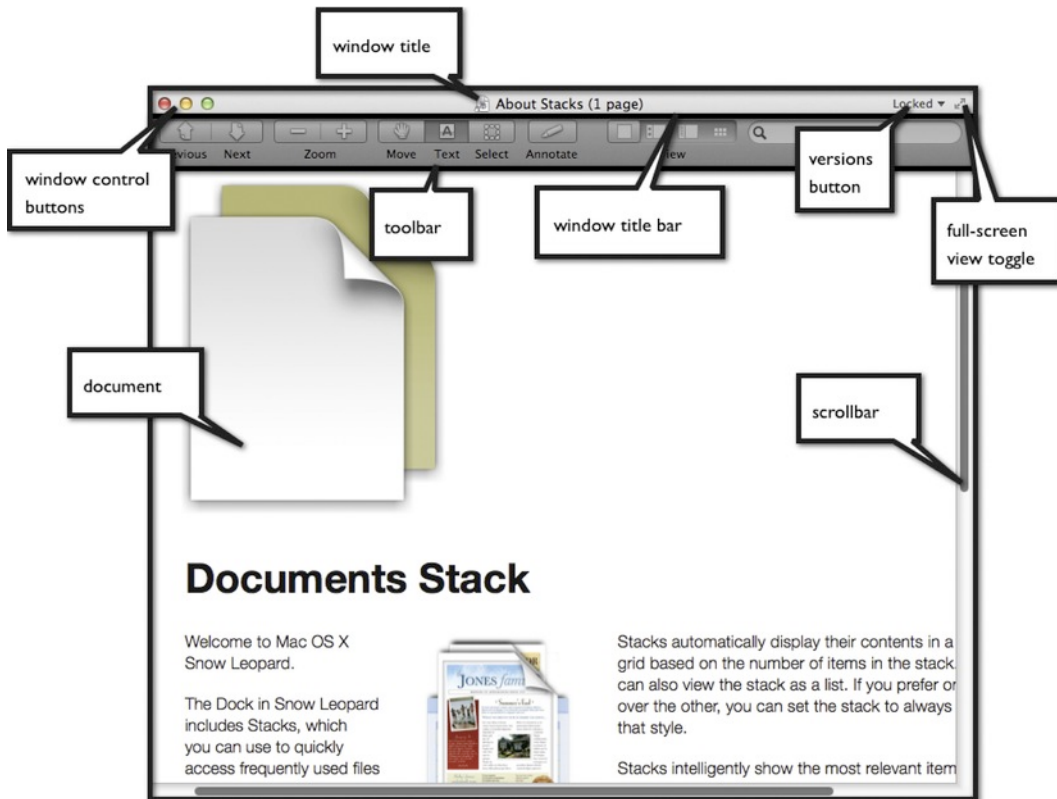 window title
About Stacks (1 page)
Locked
Previous Next Zoom Move Text Select Annotate View
window control
buttons
toolbar
window title bar
versions
button
full-screen
view toggle
document
scrollbar
Documents Stack
Welcome to Mac OS X
Snow Leopard.
The Dock in Snow Leopard
includes Stacks, which
you can use to quickly
access frequently used files
JONES
Stacks automatically display their contents in a
grid based on the number of items in the stack.
can also view the stack as a list. If you prefer or
over the other, you can set the stack to always
that style.
Stacks intelligently show the most relevant item